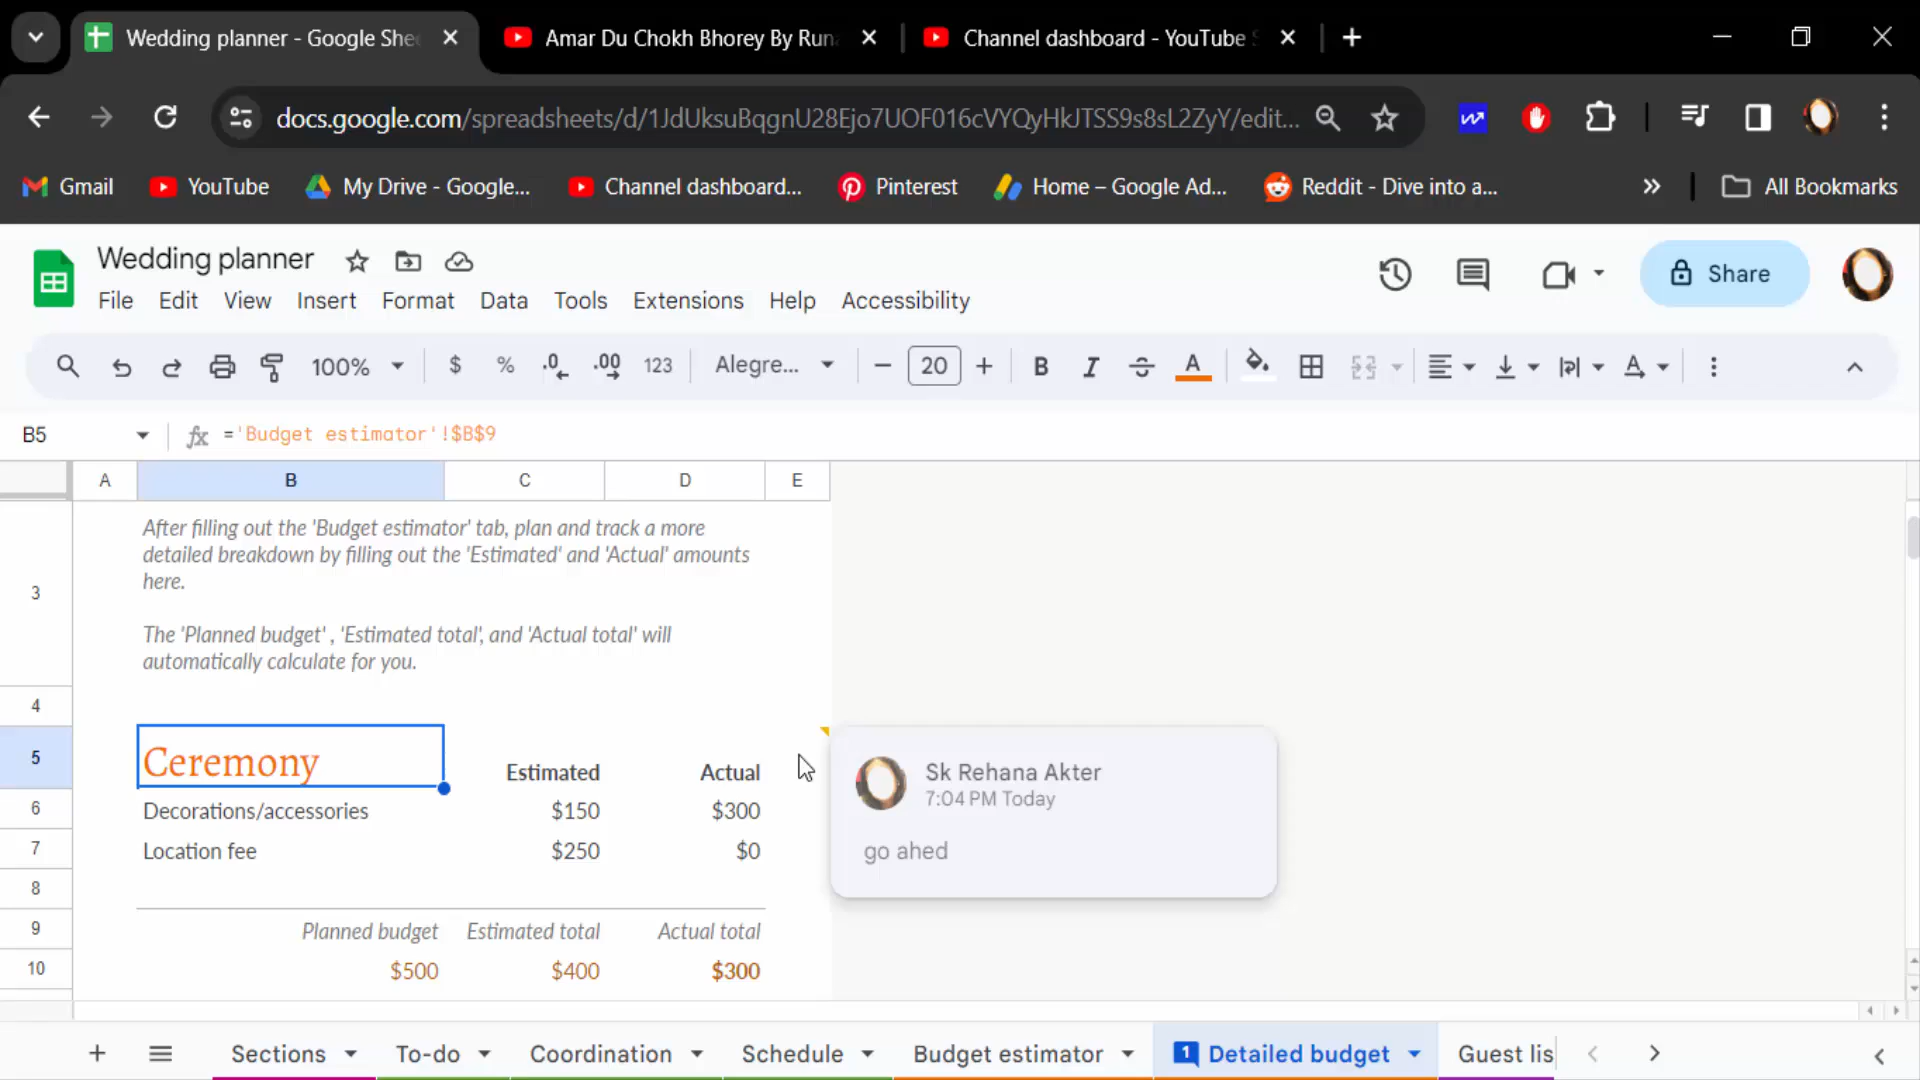 Wedding planner - Google She
Amar Du Chokh Bhorey By Run
Channel dashboard - YouTube S
docs.google.com/spreadsheets/d/1JdUksuBqgnU28Ejo7UOF016cVYQyHkJTSS9s8sL2ZyY/edit...
Gmail
YouTube
My Drive - Google...
Channel dashboard...
Pinterest
Home – Google Ad...
Reddit - Dive into a...
All Bookmarks
Wedding planner
Share
File Edit View Insert Format Data Tools Extensions Help Accessibility
100% $ % .0 .00 123 Alegre... 20 B I A
B5 fx ='Budget estimator'!$B$9
A B C D E
3
After filling out the 'Budget estimator' tab, plan and track a more
detailed breakdown by filling out the 'Estimated' and 'Actual' amounts
here.
The 'Planned budget' , 'Estimated total', and 'Actual total' will
automatically calculate for you.
4
5 Ceremony Estimated Actual
6 Decorations/accessories $150 $300
7 Location fee $250 $0
8
9 Planned budget Estimated total Actual total
10 $500 $400 $300
Sk Rehana Akter
7:04 PM Today
go ahed
Sections To-do Coordination Schedule Budget estimator 1 Detailed budget Guest lis